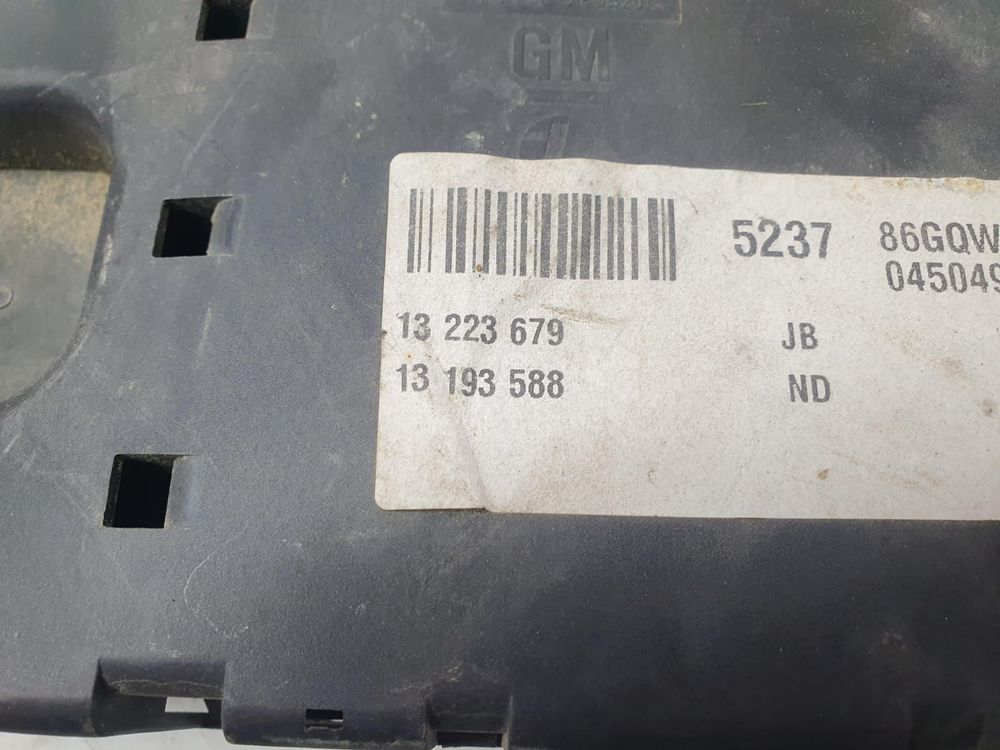 GM
5237 86GQW
045049
13 223 679 JB
13 193 588 ND